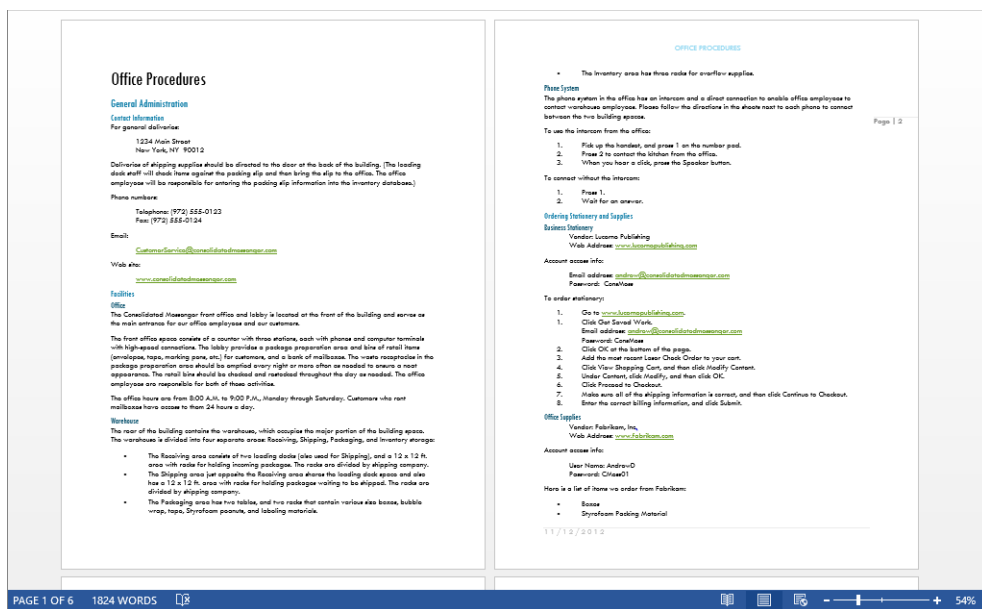 Office Procedures
General Administration
Contact Information
For general deliveries:
1234 Main Street
New York, NY 90012
Deliveries of shipping supplies should be directed to the door at the back of the building. (The loading
dock staff will check items against the packing slip and then bring the slip to the office. The office
employees will be responsible for entering the packing slip information into the inventory database.)
Phone numbers:
Telephone: (972) 555-0123
Fax: (972) 555-0124
Email:
CustomerService@consolidatedmessenger.com
Web site:
www.consolidatedmessenger.com
Facilities
Office
The Consolidated Messenger front office and lobby is located at the front of the building and serves as
the main entrance for our office employees and our customers.
The front office space consists of a counter with three stations, each with phones and computer terminals
with high-speed connections. The lobby provides a package preparation area and bins of retail items
(envelopes, tape, marking pens, etc.) for customers, and a bank of mailboxes. The waste receptacles in the
package preparation area should be emptied every night or more often as needed to ensure a neat
appearance. The retail bins should be checked and restocked throughout the day as needed. The office
employees are responsible for both of these activities.
The office hours are from 8:00 A.M. to 9:00 P.M., Monday through Saturday. Customers who rent
mailboxes have access to them 24 hours a day.
Warehouse
The rear of the building contains the warehouse, which occupies the major portion of the building space.
The warehouse is divided into four separate areas: Receiving, Shipping, Packaging, and Inventory storage:
• The Receiving area consists of two loading docks (also used for Shipping), and a 12 x 12 ft.
area with racks for holding incoming packages. The racks are divided by shipping company.
• The Shipping area just opposite the Receiving area shares the loading dock space and also
has a 12 x 12 ft. area with racks for holding packages waiting to be shipped. The racks are
divided by shipping company.
• The Packaging area has two tables, and two racks that contain various size boxes, bubble
wrap, tape, Styrofoam peanuts, and labeling materials.
OFFICE PROCEDURES
• The Inventory area has three racks for overflow supplies.
Phone System
The phone system in the office has an intercom and a direct connection to enable office employees to
contact warehouse employees. Please follow the directions in the sheets next to each phone to connect
between the two building spaces.
Page | 2
To use the intercom from the office:
1. Pick up the handset, and press 1 on the number pad.
2. Press 2 to contact the kitchen from the office.
3. When you hear a click, press the Speaker button.
To connect without the intercom:
1. Press 1.
2. Wait for an answer.
Ordering Stationery and Supplies
Business Stationery
Vendor: Lucerne Publishing
Web Address: www.lucernepublishing.com
Account access info:
Email address: andrew@consolidatedmessenger.com
Password: ConsMess
To order stationery:
1. Go to www.lucernepublishing.com.
1. Click Get Saved Work.
Email address: andrew@consolidatedmessenger.com
Password: ConsMess
2. Click OK at the bottom of the page.
3. Add the most recent Laser Check Order to your cart.
4. Click View Shopping Cart, and then click Modify Content.
5. Under Content, click Modify, and then click OK.
6. Click Proceed to Checkout.
7. Make sure all of the shipping information is correct, and then click Continue to Checkout.
8. Enter the correct billing information, and click Submit.
Office Supplies
Vendor: Fabrikam, Inc.
Web Address: www.fabrikam.com
Account access info:
User Name: AndrewD
Password: CMess01
Here is a list of items we order from Fabrikam:
• Boxes
• Styrofoam Packing Material
11/12/2012
PAGE 1 OF 6 1824 WORDS 54%